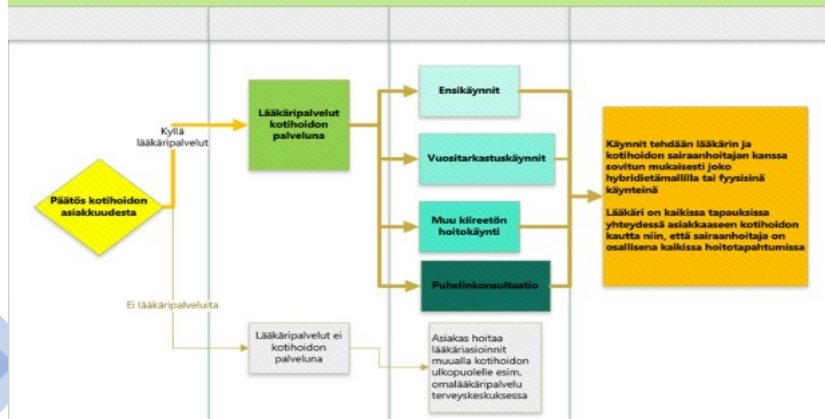 Päätös kotihoidon
asiakkuudesta
Kyllä
lääkäripalvelut
Lääkäripalvelut
kotihoidon
palveluna
Ensikäynnit
Vuositarkastuskäynnit
Muu kiireetön
hoitokäynti
Puhelinkonsultaatio
Käynnit tehdään lääkärin ja
kotihoidon sairaanhoitajan kanssa
sovitun mukaisesti joko
hybridietämallilla tai fyysisinä
käynteinä
Lääkäri on kaikissa tapauksissa
yhteydessä asiakkaaseen kotihoidon
kautta niin, että sairaanhoitaja on
osallisena kaikissa hoitotapahtumissa
Ei lääkäripalveluita
Lääkäripalvelut ei
kotihoidon
palveluna
Asiakas hoitaa
lääkäriasioinnit
muualla kotihoidon
ulkopuolelle esim.
omalääkäripalvelu
terveyskeskuksessa